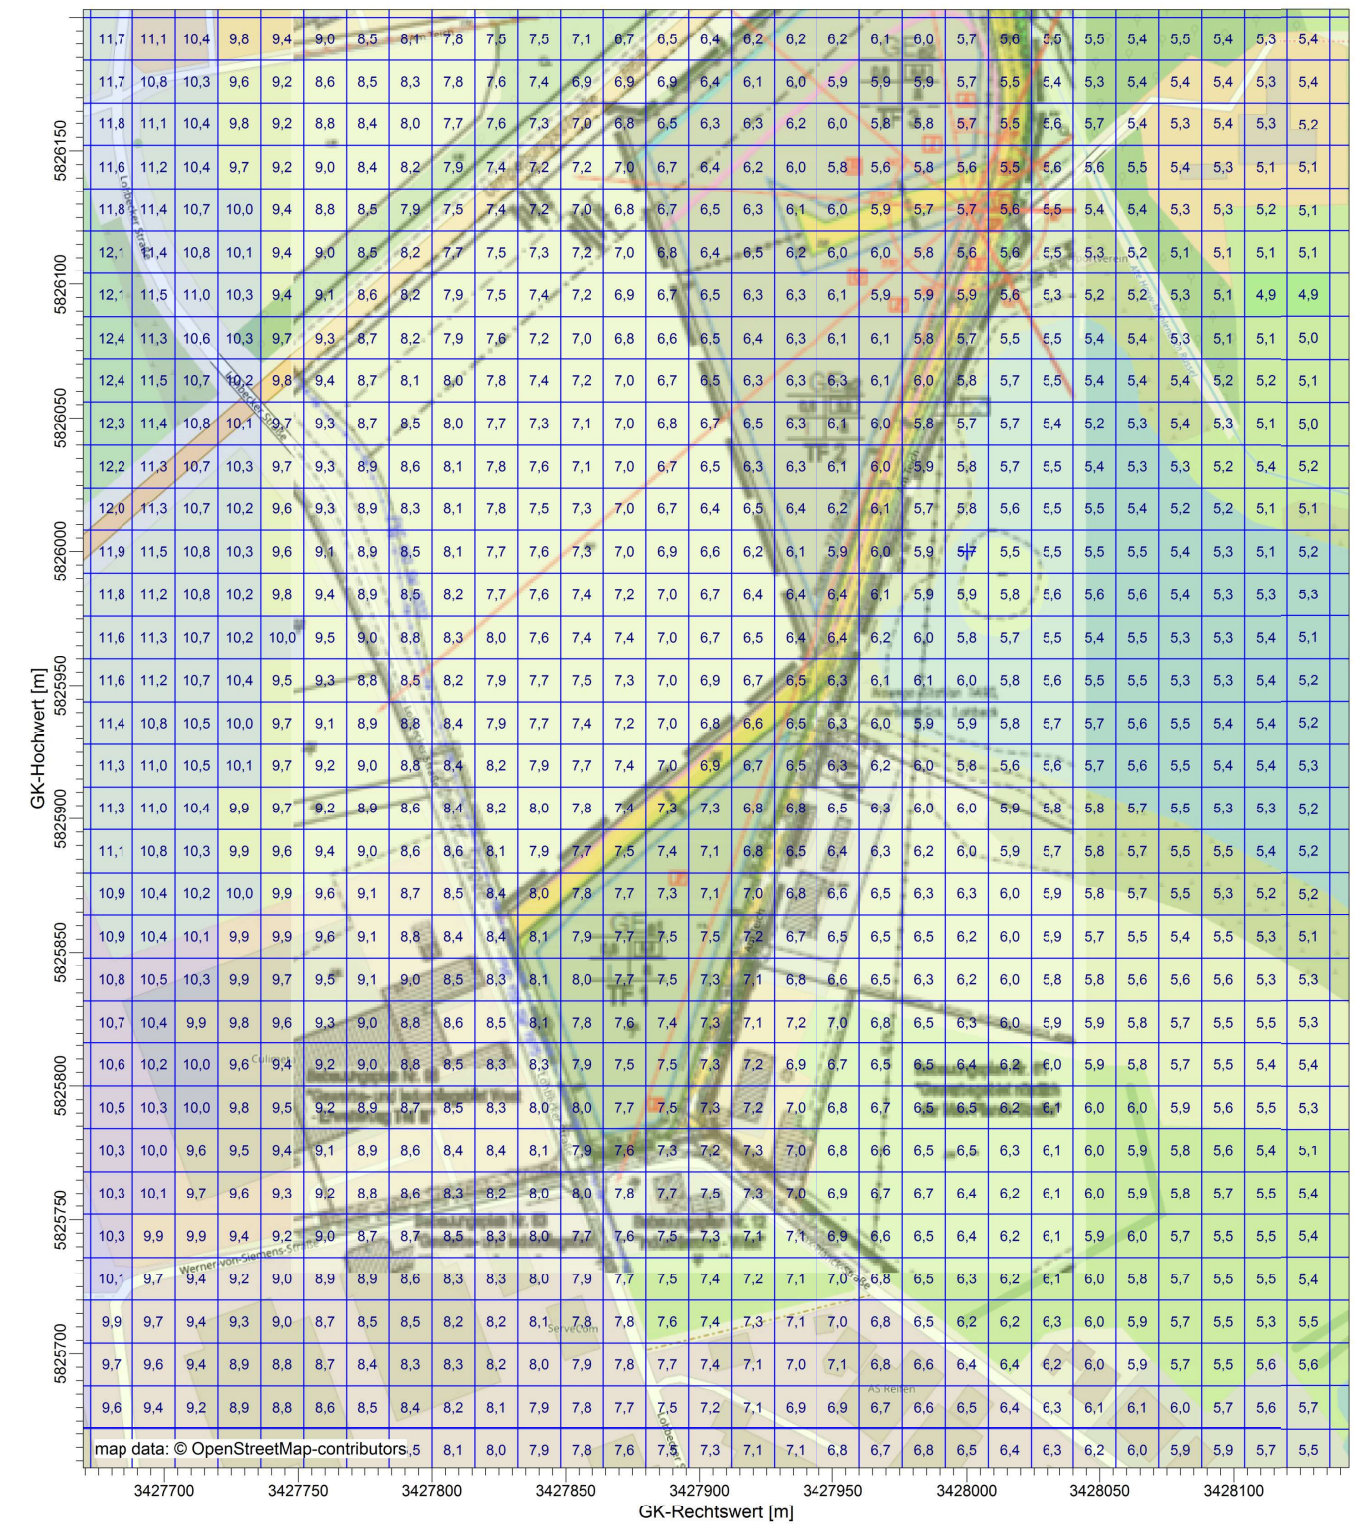 11,1 10,4 9,8 9,4 9,0 8,5 8,1 7,8 7,5 7,5 7,1 6,7 6,5 6,4 6,2 6,2 6,2 6,1 6,0 5,7 5,6 5,5 5,5 5,4 5,5 5,4 5,3 5,4
11,7 10,8 10,3 9,6 9,2 8,6 8,5 8,3 7,8 7,6 7,4 6,9 6,9 6,9 6,4 6,1 6,0 5,9 5,9 5,9 5,7 5,5 5,4 5,3 5,4 5,4 5,4 5,3 5,4
11,8 11,1 10,4 9,8 9,2 8,8 8,4 8,0 7,7 7,6 7,3 7,0 6,8 6,5 6,3 6,3 6,2 6,0 5,8 5,8 5,7 5,5 5,6 5,7 5,4 5,3 5,4 5,3 5,2
11,6 11,2 10,4 9,7 9,2 9,0 8,4 8,2 7,9 7,4 7,2 7,2 7,0 6,7 6,4 6,2 6,0 5,8 5,6 5,8 5,6 5,5 5,6 5,6 5,5 5,4 5,3 5,1 5,1
11,8 11,4 10,7 10,0 9,4 8,8 8,5 7,9 7,5 7,4 7,2 7,0 6,8 6,7 6,5 6,3 6,1 6,0 5,9 5,7 5,7 5,6 5,5 5,4 5,4 5,3 5,3 5,2 5,1
11,4 10,8 10,1 9,4 9,0 8,5 8,2 7,7 7,5 7,3 7,2 7,0 6,8 6,4 6,5 6,2 6,0 6,0 5,8 5,6 5,6 5,5 5,3 5,2 5,1 5,1 5,1 5,1
11,5 11,0 10,3 9,4 9,1 8,6 8,2 7,9 7,5 7,4 7,2 6,9 6,7 6,5 6,3 6,3 6,1 5,9 5,9 5,9 5,6 5,3 5,2 5,2 5,3 5,1 4,9 4,9
12,4 11,3 10,6 10,3 9,7 9,3 8,7 8,2 7,9 7,6 7,2 7,0 6,8 6,6 6,5 6,4 6,3 6,1 6,1 5,8 5,7 5,5 5,5 5,4 5,4 5,3 5,1 5,1 5,0
12,4 11,5 10,7 10,2 9,8 9,4 8,7 8,1 8,0 7,8 7,4 7,2 7,0 6,7 6,5 6,3 6,3 6,3 6,1 6,0 5,8 5,7 5,5 5,4 5,4 5,4 5,2 5,2 5,1
12,3 11,4 10,8 10,1 9,7 9,3 8,7 8,5 8,0 7,7 7,3 7,1 7,0 6,8 6,7 6,5 6,3 6,1 6,0 5,8 5,7 5,7 5,4 5,2 5,3 5,4 5,3 5,1 5,0
12,2 11,3 10,7 10,3 9,7 9,3 8,9 8,6 8,1 7,8 7,6 7,1 7,0 6,7 6,5 6,3 6,3 6,1 6,0 5,9 5,8 5,7 5,5 5,4 5,3 5,3 5,2 5,4 5,2
12,0 11,3 10,7 10,2 9,6 9,3 8,9 8,3 8,1 7,8 7,5 7,3 7,0 6,7 6,4 6,5 6,4 6,2 6,1 5,7 5,8 5,6 5,5 5,5 5,4 5,2 5,2 5,1 5,1
11,9 11,5 10,8 10,3 9,6 9,1 8,9 8,5 8,1 7,7 7,6 7,3 7,0 6,9 6,6 6,2 6,1 5,9 6,0 5,9 5,7 5,5 5,5 5,5 5,5 5,4 5,3 5,1 5,2
11,8 11,2 10,8 10,2 9,8 9,4 8,9 8,5 8,2 7,7 7,6 7,4 7,2 7,0 6,7 6,4 6,4 6,4 6,1 5,9 5,9 5,8 5,6 5,6 5,6 5,4 5,3 5,3 5,3
11,6 11,3 10,7 10,2 10,0 9,5 9,0 8,8 8,3 8,0 7,6 7,4 7,4 7,0 6,7 6,5 6,4 6,4 6,2 6,0 5,8 5,7 5,5 5,4 5,5 5,3 5,3 5,4 5,1
11,6 11,2 10,7 10,4 9,5 9,3 8,8 8,5 8,2 7,9 7,7 7,5 7,3 7,0 6,9 6,7 6,5 6,3 6,1 6,1 6,0 5,8 5,6 5,5 5,5 5,3 5,3 5,4 5,2
11,4 10,8 10,5 10,0 9,7 9,1 8,9 8,8 8,4 7,9 7,7 7,4 7,2 7,0 6,8 6,6 6,5 6,3 6,0 5,9 5,9 5,8 5,7 5,7 5,6 5,5 5,4 5,4 5,2
11,3 11,0 10,5 10,1 9,7 9,2 9,0 8,8 8,4 8,2 7,9 7,7 7,4 7,0 6,9 6,7 6,5 6,3 6,2 6,0 5,8 5,6 5,6 5,7 5,6 5,5 5,4 5,4 5,3
11,3 11,0 10,4 9,9 9,7 9,2 8,9 8,6 8,4 8,2 8,0 7,8 7,4 7,3 7,3 6,8 6,8 6,5 6,3 6,0 6,0 5,9 5,8 5,8 5,7 5,5 5,3 5,3 5,2
10,8 10,3 9,9 9,6 9,4 9,0 8,6 8,6 8,1 7,9 7,7 7,5 7,4 7,1 6,8 6,5 6,4 6,3 6,2 6,0 5,9 5,7 5,8 5,7 5,5 5,5 5,4 5,2
10,9 10,4 10,2 10,0 9,9 9,6 9,1 8,7 8,5 8,4 8,0 7,8 7,7 7,3 7,1 7,0 6,8 6,6 6,5 6,3 6,3 6,0 5,9 5,8 5,7 5,5 5,3 5,2 5,2
10,9 10,4 10,1 9,9 9,9 9,6 9,1 8,8 8,4 8,4 8,1 7,9 7,7 7,5 7,5 7,2 6,7 6,5 6,5 6,5 6,2 6,0 5,9 5,7 5,5 5,4 5,5 5,3 5,1
10,8 10,5 10,3 9,9 9,7 9,5 9,1 9,0 8,5 8,3 8,1 8,0 7,7 7,5 7,3 7,1 6,8 6,6 6,5 6,3 6,2 6,0 5,8 5,8 5,6 5,6 5,6 5,3 5,3
10,7 10,4 9,9 9,8 9,6 9,3 9,0 8,8 8,6 8,5 8,1 7,8 7,6 7,4 7,3 7,1 7,2 7,0 6,8 6,5 6,3 6,0 5,9 5,9 5,8 5,7 5,5 5,5 5,3
10,6 10,2 10,0 9,6 9,4 9,2 9,0 8,8 8,5 8,3 8,3 7,9 7,5 7,5 7,3 7,2 6,9 6,7 6,5 6,5 6,4 6,2 6,0 5,9 5,8 5,7 5,5 5,4 5,4
10,5 10,3 10,0 9,8 9,5 9,2 8,9 8,7 8,5 8,3 8,0 8,0 7,7 7,5 7,3 7,2 7,0 6,8 6,7 6,5 6,5 6,2 6,1 6,0 6,0 5,9 5,6 5,5 5,3
10,3 10,0 9,6 9,5 9,4 9,1 8,9 8,6 8,4 8,4 8,1 7,9 7,6 7,3 7,2 7,3 7,0 6,8 6,6 6,5 6,5 6,3 6,1 6,0 5,9 5,8 5,6 5,4 5,1
10,3 10,1 9,7 9,6 9,3 9,2 8,8 8,6 8,3 8,2 8,0 8,0 7,8 7,7 7,5 7,3 7,0 6,9 6,7 6,7 6,4 6,2 6,1 6,0 5,9 5,8 5,7 5,5 5,4
10,3 9,9 9,9 9,4 9,2 9,0 8,7 8,7 8,5 8,3 8,0 7,7 7,6 7,5 7,3 7,1 7,1 6,9 6,6 6,5 6,4 6,2 6,1 5,9 6,0 5,7 5,5 5,5 5,4
9,7 9,4 9,2 9,0 8,9 8,9 8,6 8,3 8,3 8,0 7,9 7,7 7,5 7,4 7,2 7,1 7,0 6,8 6,5 6,3 6,2 6,1 6,0 5,8 5,7 5,5 5,5 5,4
9,9 9,7 9,4 9,3 9,0 8,7 8,5 8,5 8,2 8,2 8,1 7,8 7,8 7,6 7,4 7,3 7,1 7,0 6,8 6,5 6,2 6,2 6,3 6,0 5,9 5,7 5,5 5,3 5,5
9,7 9,6 9,4 8,9 8,8 8,7 8,4 8,3 8,3 8,2 8,0 7,9 7,8 7,7 7,4 7,1 7,0 7,1 6,8 6,6 6,4 6,4 6,2 6,0 5,9 5,7 5,5 5,6 5,6
9,6 9,4 9,2 8,9 8,8 8,6 8,5 8,4 8,2 8,1 7,9 7,8 7,7 7,5 7,2 7,1 6,9 6,9 6,7 6,6 6,5 6,4 6,3 6,1 6,1 6,0 5,7 5,6 5,7
map data: © OpenStreetMap-contributors 8,1 8,0 7,9 7,8 7,6 7,3 7,1 7,1 6,8 6,7 6,8 6,5 6,4 6,3 6,2 6,0 5,9 5,9 5,7 5,5
Lohbecker Straße
Lohbecker Straße
Werner-von-Siemens-Straße
ServeCom
AS Reifen
TF 2
TF 1
GK-Hochwert [m]
5826150
5826100
5826050
5826000
5825950
5825900
5825850
5825800
5825750
5825700
3427700 3427750 3427800 3427850 3427900 3427950 3428000 3428050 3428100
GK-Rechtswert [m]